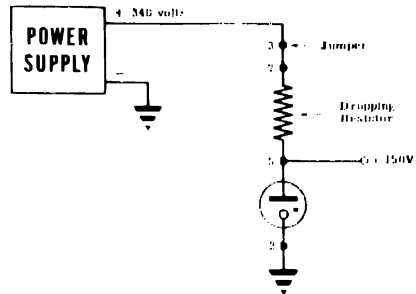 + 340 volts
POWER
SUPPLY
−
3
Jumper
7
Dropping
Resistor
5
+ 150V
2